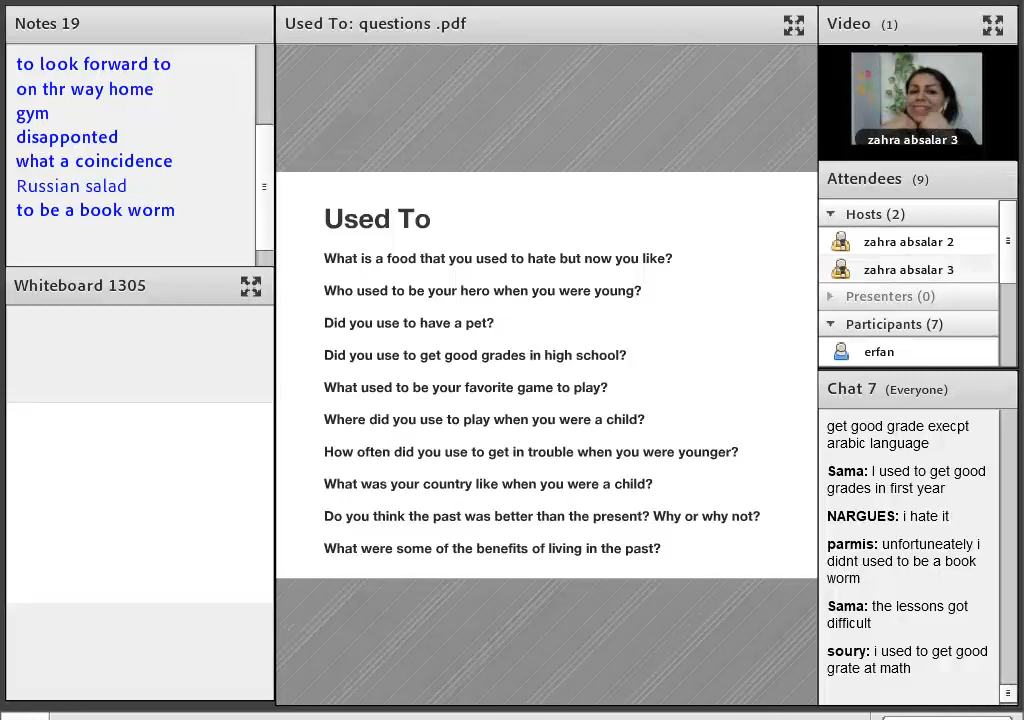 Notes 19
to look forward to
on thr way home
gym
disapponted
what a coincidence
Russian salad
to be a book worm
Whiteboard 1305
Used To: questions .pdf
Used To
What is a food that you used to hate but now you like?
Who used to be your hero when you were young?
Did you use to have a pet?
Did you use to get good grades in high school?
What used to be your favorite game to play?
Where did you use to play when you were a child?
How often did you use to get in trouble when you were younger?
What was your country like when you were a child?
Do you think the past was better than the present? Why or why not?
What were some of the benefits of living in the past?
Video (1)
zahra absalar 3
Attendees (9)
Hosts (2)
zahra absalar 2
zahra absalar 3
Presenters (0)
Participants (7)
erfan
Chat 7 (Everyone)
get good grade execpt
arabic language
Sama: I used to get good
grades in first year
NARGUES: i hate it
parmis: unfortuneately i
didnt used to be a book
worm
Sama: the lessons got
difficult
soury: i used to get good
grate at math